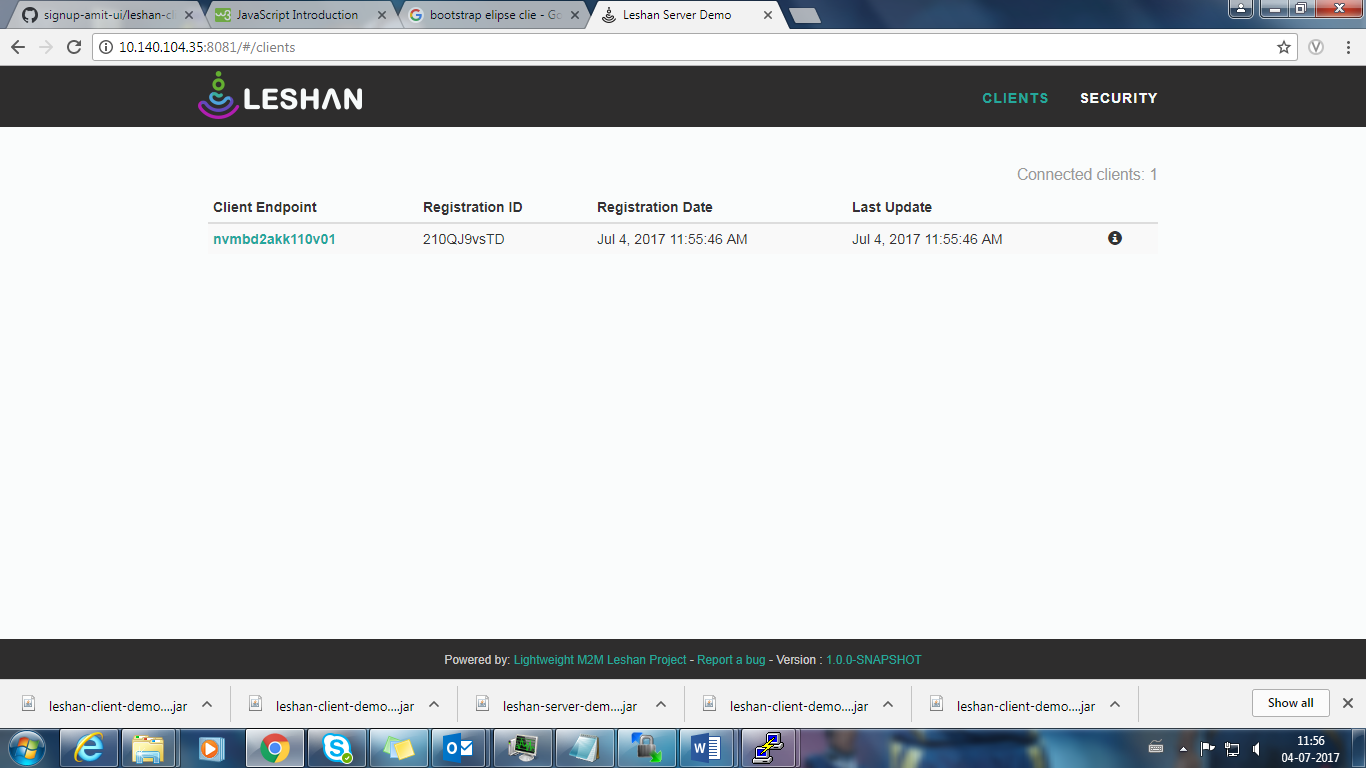 signup-amit-ui/leshan-cl
JavaScript Introduction
bootstrap elipse clie - Go
Leshan Server Demo
10.140.104.35:8081/#/clients
LESHAN
CLIENTS
SECURITY
Connected clients: 1
Client Endpoint Registration ID Registration Date Last Update
nvmbd2akk110v01 210QJ9vsTD Jul 4, 2017 11:55:46 AM Jul 4, 2017 11:55:46 AM
Powered by: Lightweight M2M Leshan Project - Report a bug - Version : 1.0.0-SNAPSHOT
leshan-client-demo....jar
leshan-client-demo....jar
leshan-server-dem....jar
leshan-client-demo....jar
leshan-client-demo....jar
Show all
11:56
04-07-2017